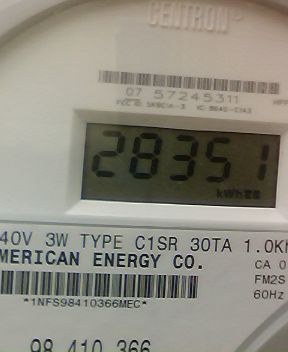 CENTRON®
07 57245311
28351
kWh
40V 3W TYPE C1SR 30TA 1.0Kh
MERICAN ENERGY CO.
CA 0
FM2S
60Hz
*1NFS98410366MEC*
98 410 366